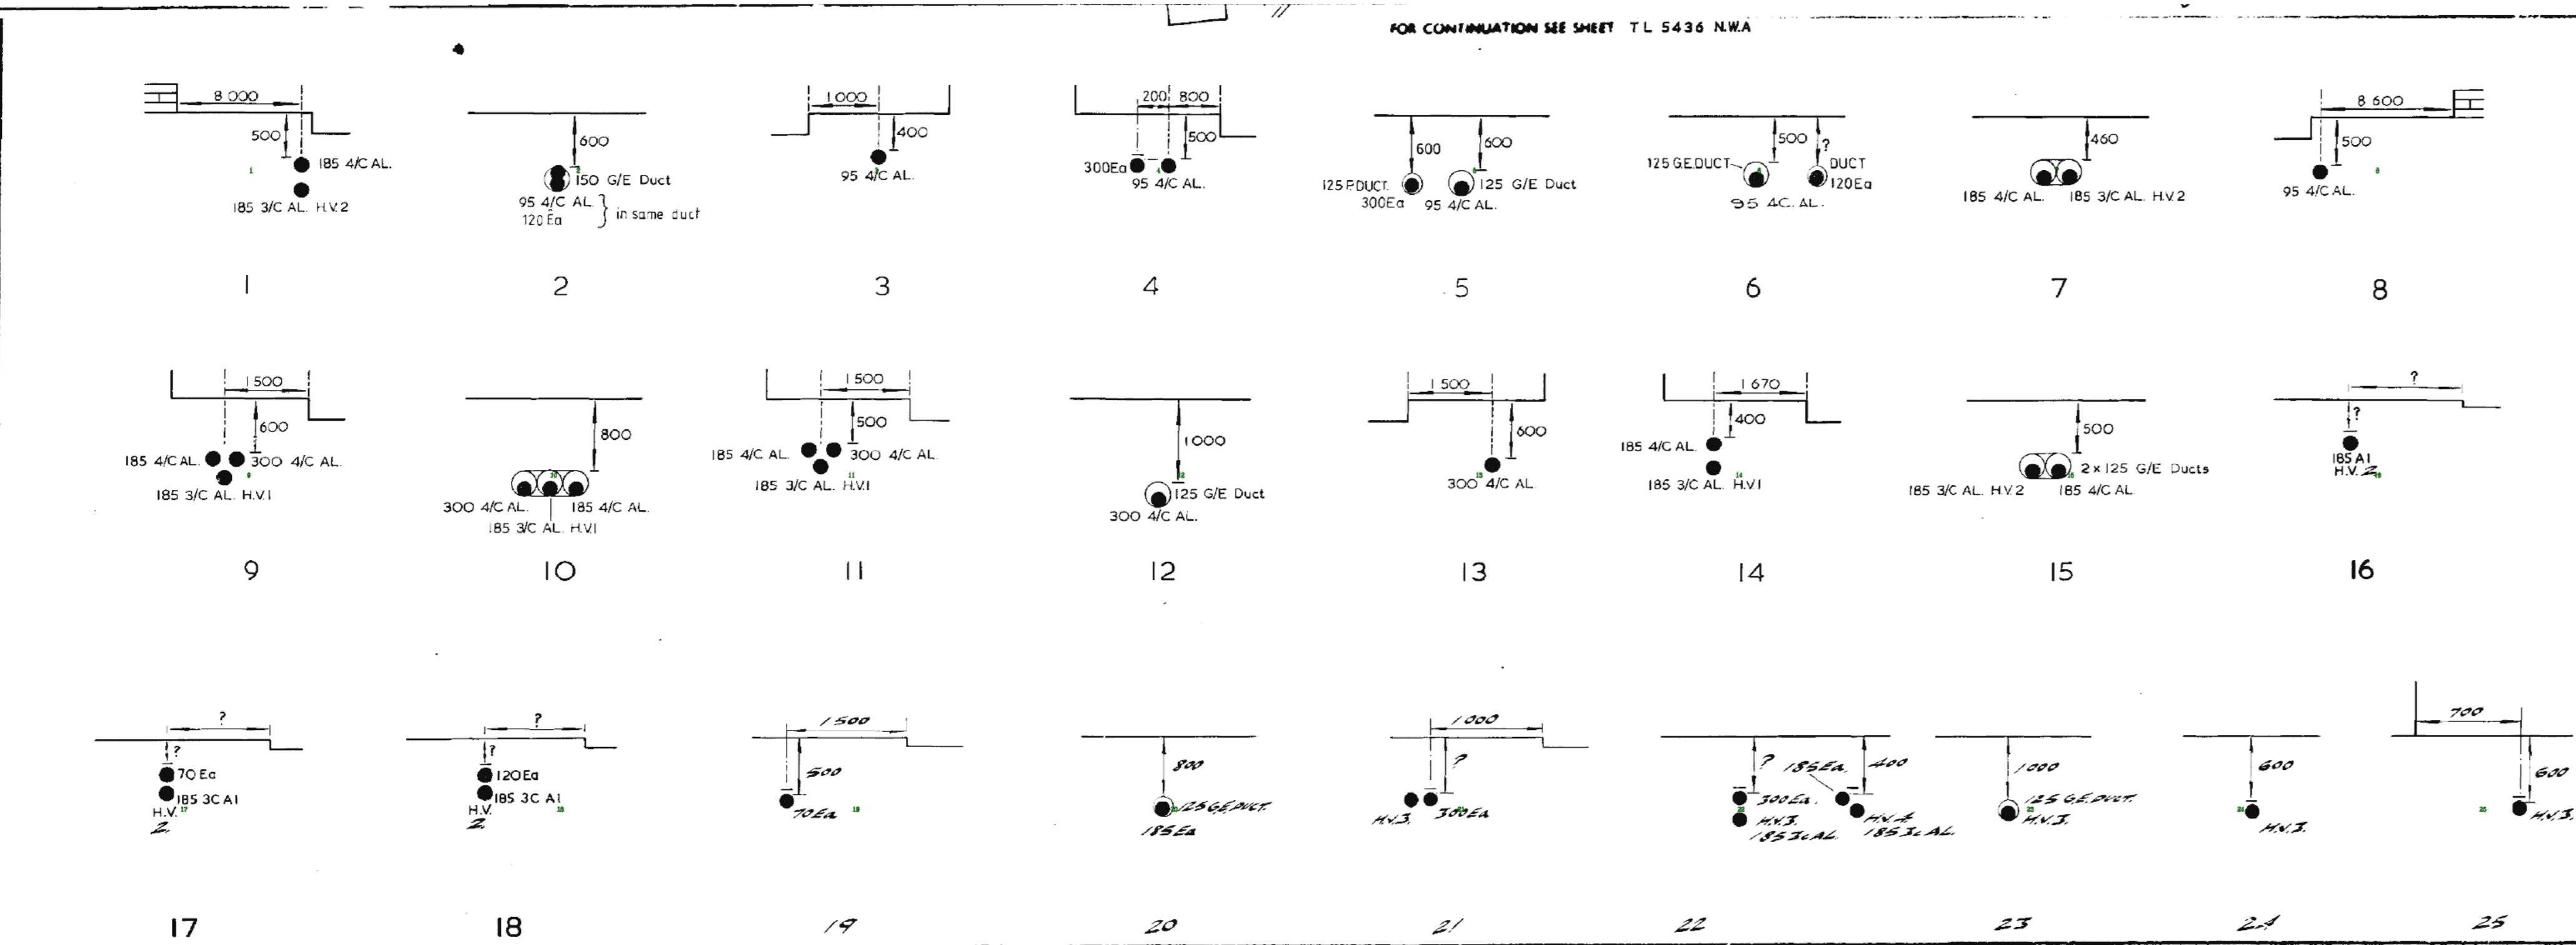 FOR CONTINUATION SEE SHEET TL 5436 N.W.A
8 000
500
185 4/C AL.
185 3/C AL. H.V.2
1
600
150 G/E Duct
95 4/C AL.
120 Ea
in same duct
2
1 000
400
95 4/C AL.
3
200 800
500
300Ea
95 4/C AL.
4
600
600
125 P.DUCT.
300Ea
125 G/E Duct
95 4/C AL.
5
500
?
125 G.E.DUCT
DUCT
120Ea
95 4C. AL.
6
460
185 4/C AL.
185 3/C AL. H.V.2
7
8 600
500
95 4/C AL.
8
1 500
600
185 4/C AL.
300 4/C AL.
185 3/C AL. H.V.1
9
800
300 4/C AL.
185 4/C AL.
185 3/C AL. H.V.1
10
1 500
500
185 4/C AL.
300 4/C AL.
185 3/C AL. H.V.1
11
1000
125 G/E Duct
300 4/C AL.
12
1 500
600
300 4/C AL.
13
1 670
400
185 4/C AL.
185 3/C AL. H.V.1
14
500
2 x 125 G/E Ducts
185 3/C AL. H.V.2
185 4/C AL.
15
?
?
185 A1
H.V. 2
16
?
?
70 Ea
185 3C A1
H.V.
2.
17
?
?
120Ea
185 3C A1
H.V.
2.
18
1 500
500
70Ea
19
800
125 G.E. DUCT.
185Ea
20
1 000
?
H.V.3.
300Ea
21
?
185Ea.
400
300Ea.
H.V.3.
185 3c AL.
H.V.4
185 3c AL.
22
1000
125 G.E. DUCT.
H.V.3.
23
600
H.V.3.
24
700
600
H.V.3.
25